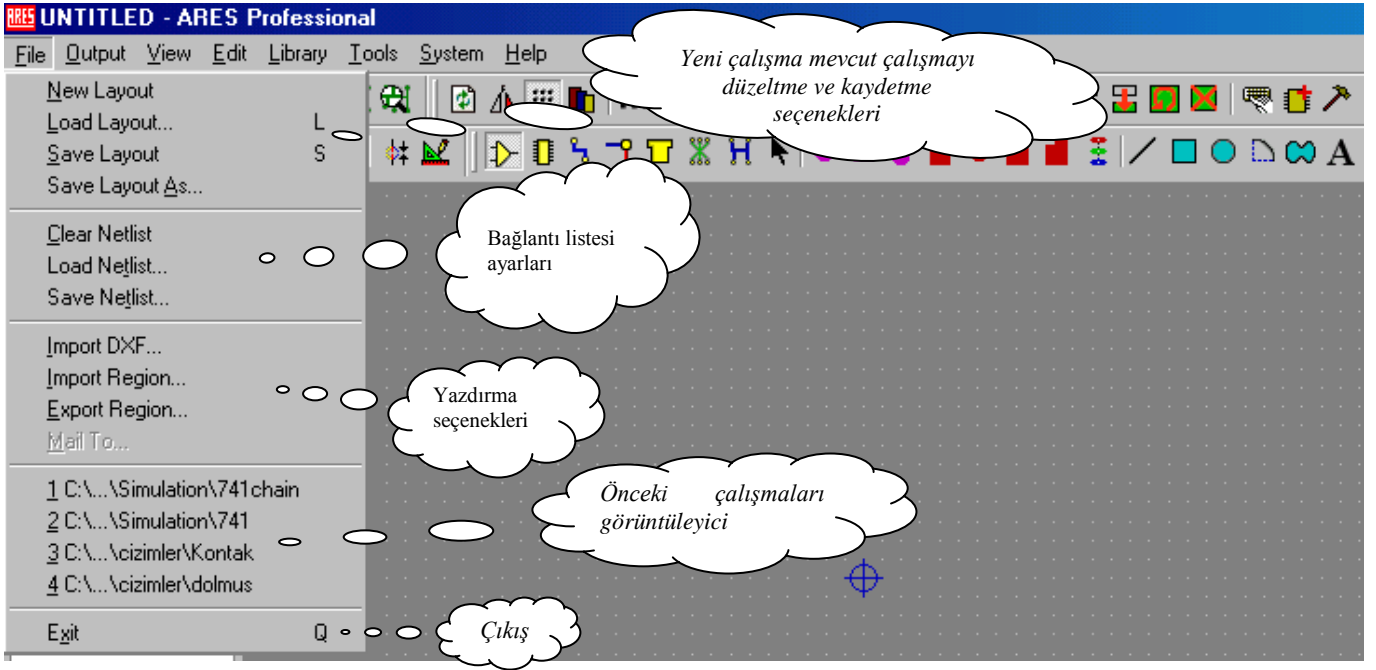 UNTITLED - ARES Professional
File Output View Edit Library Tools System Help
New Layout
Load Layout... L
Save Layout S
Save Layout As...
Clear Netlist
Load Netlist...
Save Netlist...
Import DXF...
Import Region...
Export Region...
Mail To...
1 C:\...\Simulation\741chain
2 C:\...\Simulation\741
3 C:\...\cizimler\Kontak
4 C:\...\cizimler\dolmus
Exit Q
Yeni çalışma mevcut çalışmayı
düzeltme ve kaydetme
seçenekleri
Bağlantı listesi
ayarları
Yazdırma
seçenekleri
Önceki çalışmaları
görüntüleyici
Çıkış
A